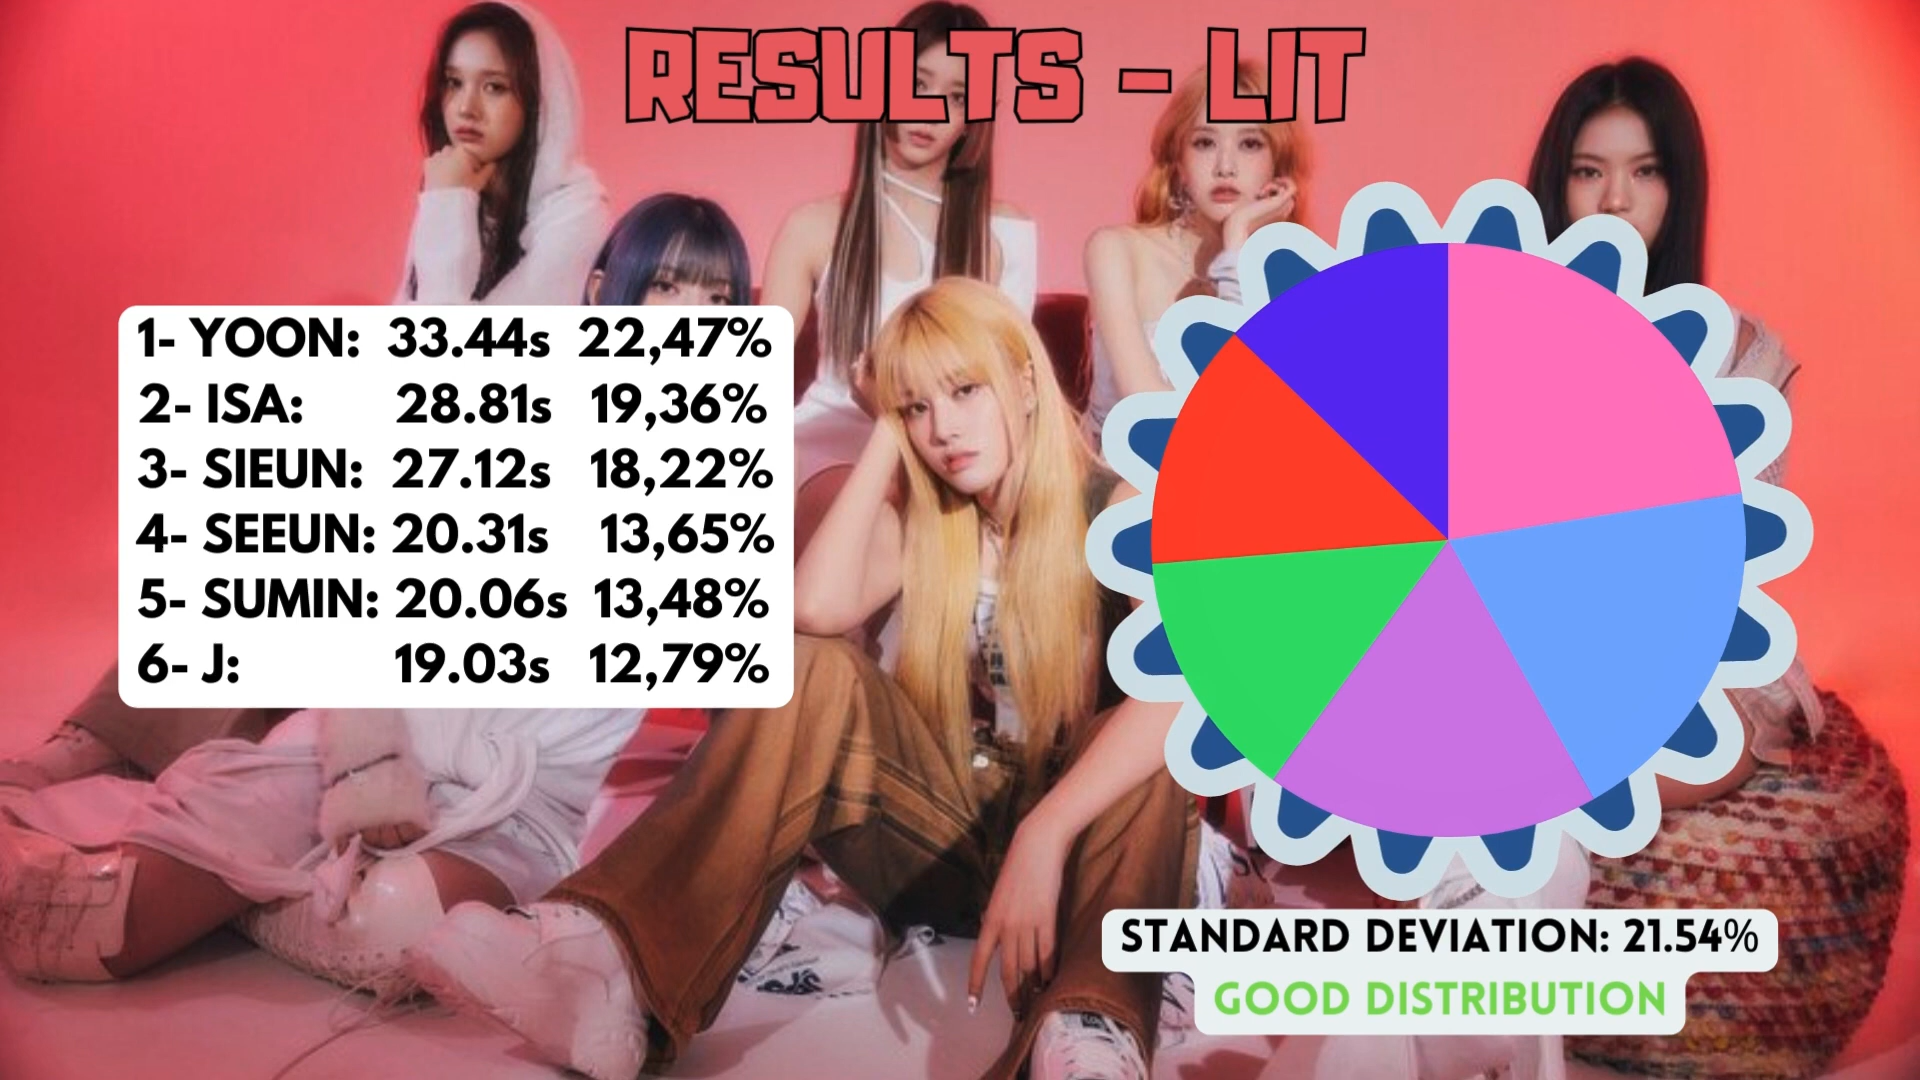 RESULTS - LIT
1- YOON: 33.44s 22,47%
2- ISA: 28.81s 19,36%
3- SIEUN: 27.12s 18,22%
4- SEEUN: 20.31s 13,65%
5- SUMIN: 20.06s 13,48%
6- J: 19.03s 12,79%
STANDARD DEVIATION: 21.54%
GOOD DISTRIBUTION